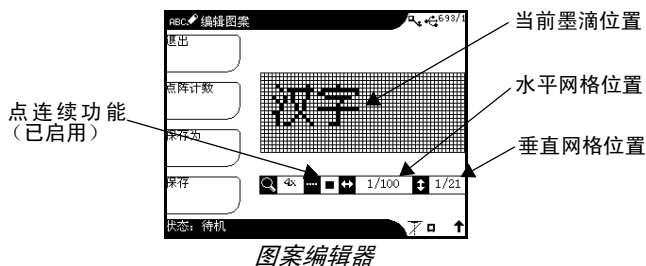 ABC 编辑图案 693/1
退出
点阵计数
保存为
保存
汉字
4x 1/100 1/21
状态：待机
当前墨滴位置
水平网格位置
垂直网格位置
点连续功能
（已启用）
图案编辑器